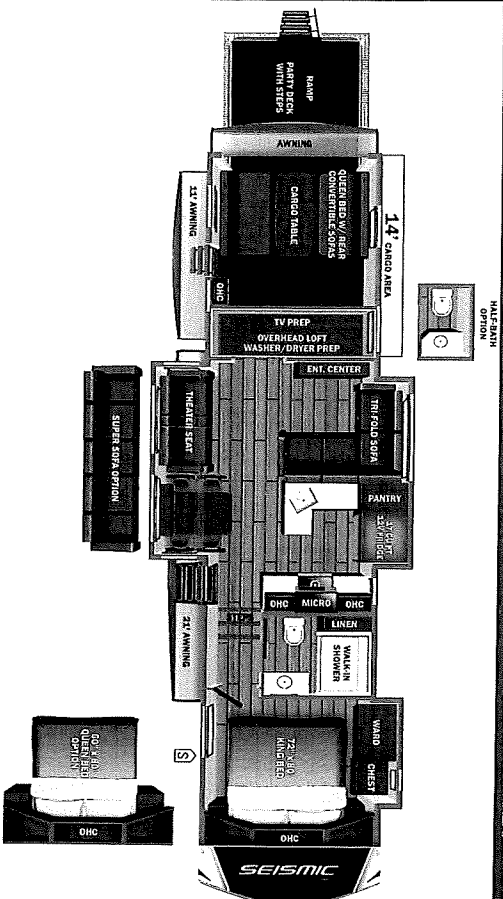 RAMP
PARTY DECK
WITH STEPS
AWNING
11' AWNING
QUEEN BED W/ REAR
CONVERTIBLE SOFAS
CARGO TABLE
14' CARGO AREA
OHC
HALF-BATH
OPTION
TV PREP
OVERHEAD LOFT
WASHER/DRYER PREP
ENT. CENTER
THEATER SEAT
SUPER SOFA OPTION
TRI-FOLD SOFA
PANTRY
OHC
MICRO
OHC
21' AWNING
LINEN
WALK-IN
SHOWER
WARD
CHEST
S
72" X 80"
KING BED
OHC
60" X 80"
QUEEN BED
OPTION
OHC
SEISMIC